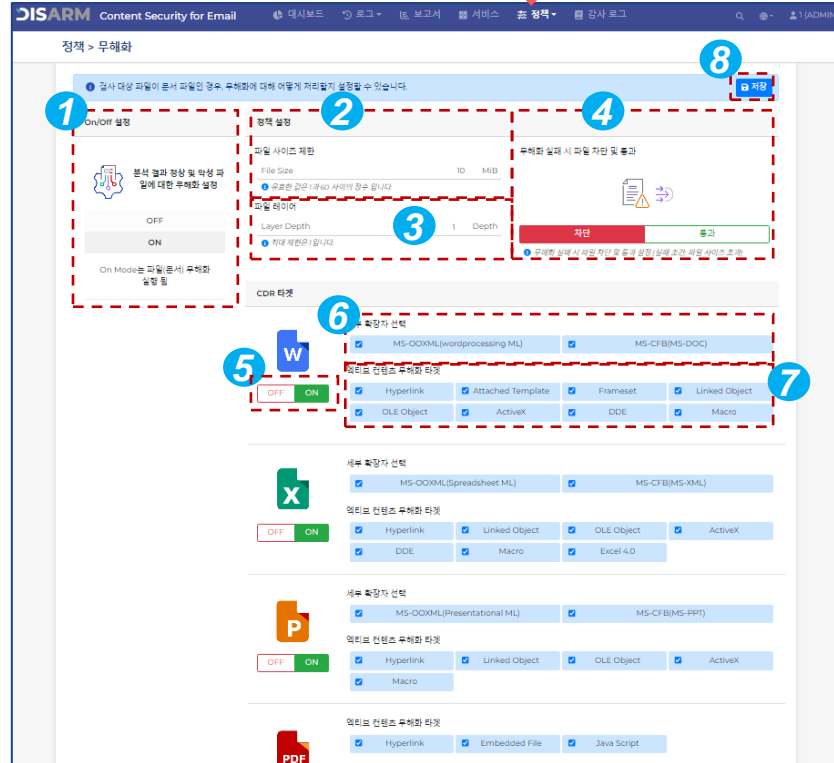 DISARM Content Security for Email 대시보드 로그 보고서 서비스 정책 감사 로그 1 (ADMIN
정책 > 무해화
8
검사 대상 파일이 문서 파일인 경우, 무해화에 대해 어떻게 처리할지 설정할 수 있습니다. 저장
1 2 4
On/Off 설정 정책 설정
파일 사이즈 제한 무해화 실패 시 파일 차단 및 통과
File Size 10 MiB
분석 결과 정상 및 악성 파
일에 대한 무해화 설정
유효한 값은 1과 60 사이의 정수 입니다.
파일 레이어
OFF
Layer Depth 1 Depth
3
차단 통과
ON
최대 제한은 1입니다.
무해화 실패 시 파일 차단 및 통과 설정(실패 조건: 파일 사이즈 초과)
On Mode는 파일(문서) 무해화
실행 됨
CDR 타겟
6
세부 확장자 선택
MS-OOXML(wordprocessing ML) MS-CFB(MS-DOC)
W
5 7
엑티브 컨텐츠 무해화 타겟
OFF ON Hyperlink Attached Template Frameset Linked Object
OLE Object ActiveX DDE Macro
세부 확장자 선택
MS-OOXML(Spreadsheet ML) MS-CFB(MS-XML)
X
엑티브 컨텐츠 무해화 타겟
OFF ON Hyperlink Linked Object OLE Object ActiveX
DDE Macro Excel 4.0
세부 확장자 선택
MS-OOXML(Presentational ML) MS-CFB(MS-PPT)
P
엑티브 컨텐츠 무해화 타겟
OFF ON Hyperlink Linked Object OLE Object ActiveX
Macro
엑티브 컨텐츠 무해화 타겟
Hyperlink Embedded File Java Script
PDF